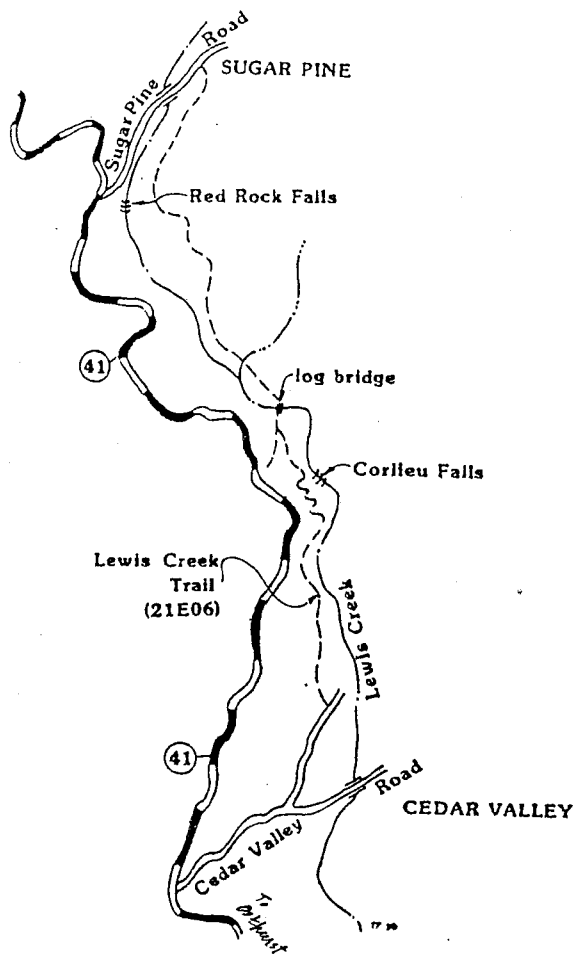 Road
SUGAR PINE
Sugar Pine
Red Rock Falls
41
log bridge
Corlieu Falls
Lewis Creek
Trail
(21E06)
Lewis Creek
41
Road
CEDAR VALLEY
Cedar Valley
To
Oakhurst